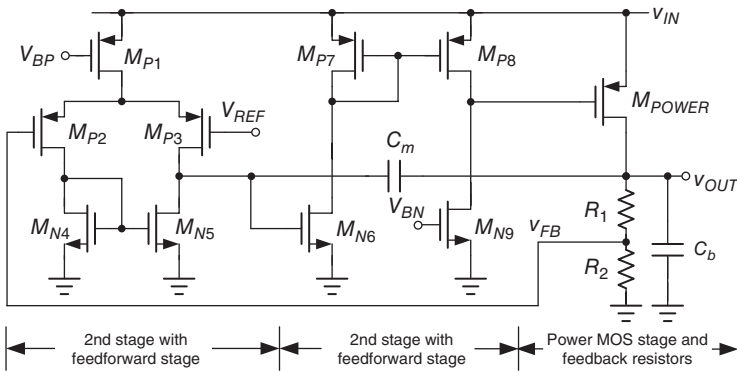 v_IN
V_BP
M_P1
M_P7
M_P8
M_POWER
M_P2
M_P3
V_REF
C_m
v_OUT
M_N4
M_N5
M_N6
V_BN
M_N9
v_FB
R_1
R_2
C_b
2nd stage with
feedforward stage
2nd stage with
feedforward stage
Power MOS stage and
feedback resistors